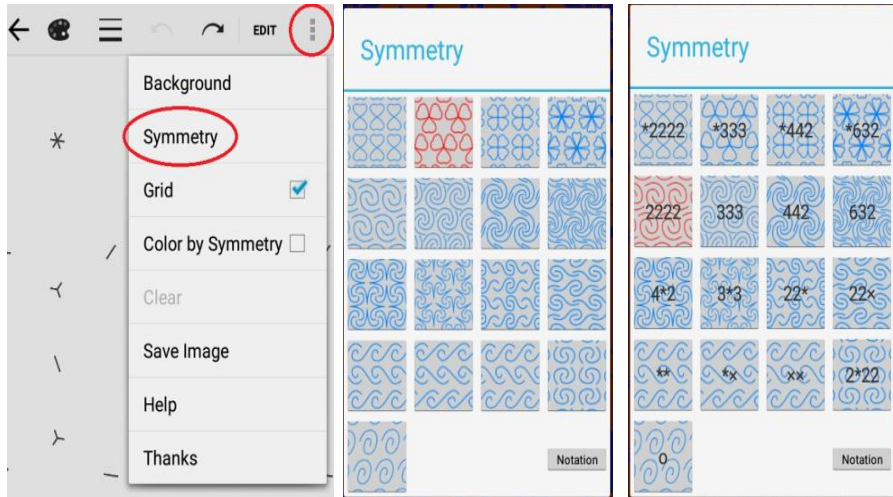 EDIT
Background
Symmetry
Grid
Color by Symmetry
Clear
Save Image
Help
Thanks
Symmetry
Notation
Symmetry
*2222 *333 *442 *632
2222 333 442 632
4*2 3*3 22* 22×
** *× ×× 2*22
O
Notation